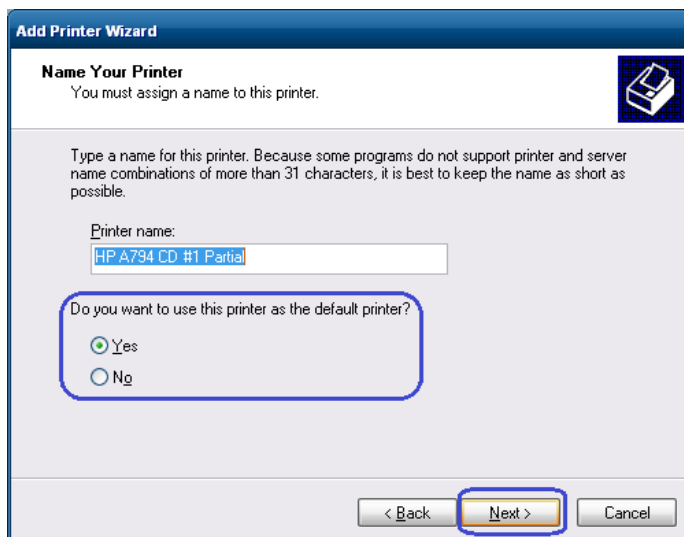 Add Printer Wizard
Name Your Printer
You must assign a name to this printer.
Type a name for this printer. Because some programs do not support printer and server
name combinations of more than 31 characters, it is best to keep the name as short as
possible.
Printer name:
HP A794 CD #1 Partial
Do you want to use this printer as the default printer?
Yes
No
< Back Next > Cancel